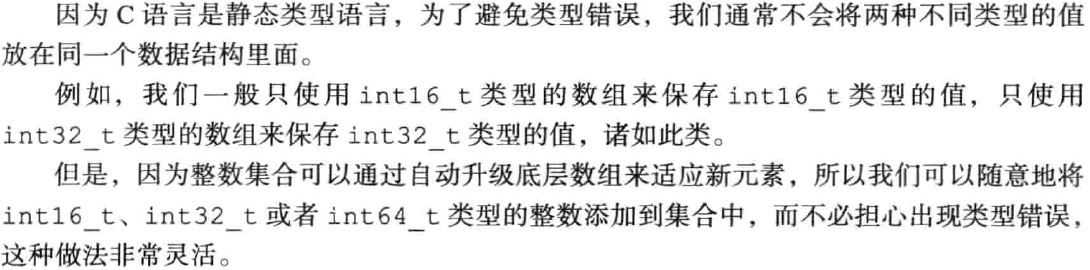 因为 C 语言是静态类型语言，为了避免类型错误，我们通常不会将两种不同类型的值
放在同一个数据结构里面。
例如，我们一般只使用 int16_t 类型的数组来保存 int16_t 类型的值，只使用
int32_t 类型的数组来保存 int32_t 类型的值，诸如此类。
但是，因为整数集合可以通过自动升级底层数组来适应新元素，所以我们可以随意地将
int16_t、int32_t 或者 int64_t 类型的整数添加到集合中，而不必担心出现类型错误，
这种做法非常灵活。